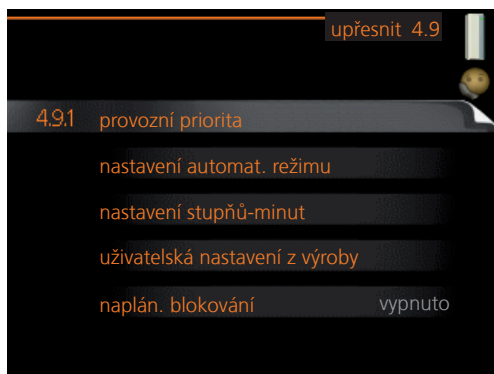 upřesnit 4.9
4.9.1 provozní priorita
nastavení automat. režimu
nastavení stupňů-minut
uživatelská nastavení z výroby
naplán. blokování vypnuto